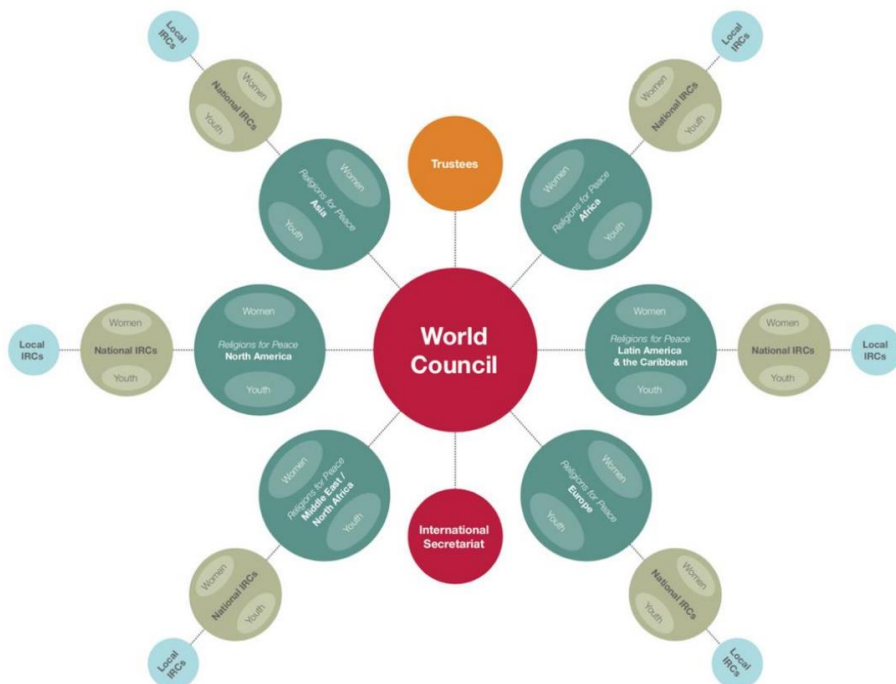 Local
IRCs
Women
National IRCs
Youth
Women
Religions for Peace
Asia
Youth
Trustees
Local
IRCs
Women
National IRCs
Youth
Women
Religions for Peace
Africa
Youth
World
Council
Local
IRCs
Women
National IRCs
Youth
Women
Religions for Peace
North America
Youth
Women
Religions for Peace
Latin America
& the Caribbean
Youth
Women
National IRCs
Youth
Local
IRCs
Women
Religions for Peace
Middle East /
North Africa
Youth
Women
National IRCs
Youth
Local
IRCs
International
Secretariat
Women
Religions for Peace
Europe
Youth
Women
National IRCs
Youth
Local
IRCs